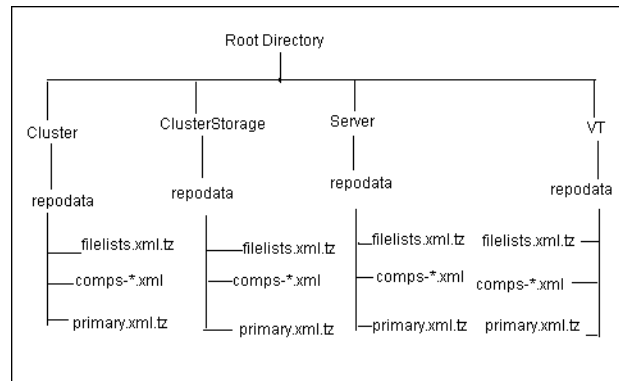 Root Directory
Cluster
ClusterStorage
Server
VT
repodata
repodata
repodata
repodata
filelists.xml.tz
filelists.xml.tz
filelists.xml.tz
filelists.xml.tz
comps-*.xml
comps-*.xml
comps-*.xml
comps-*.xml
primary.xml.tz
primary.xml.tz
primary.xml.tz
primary.xml.tz